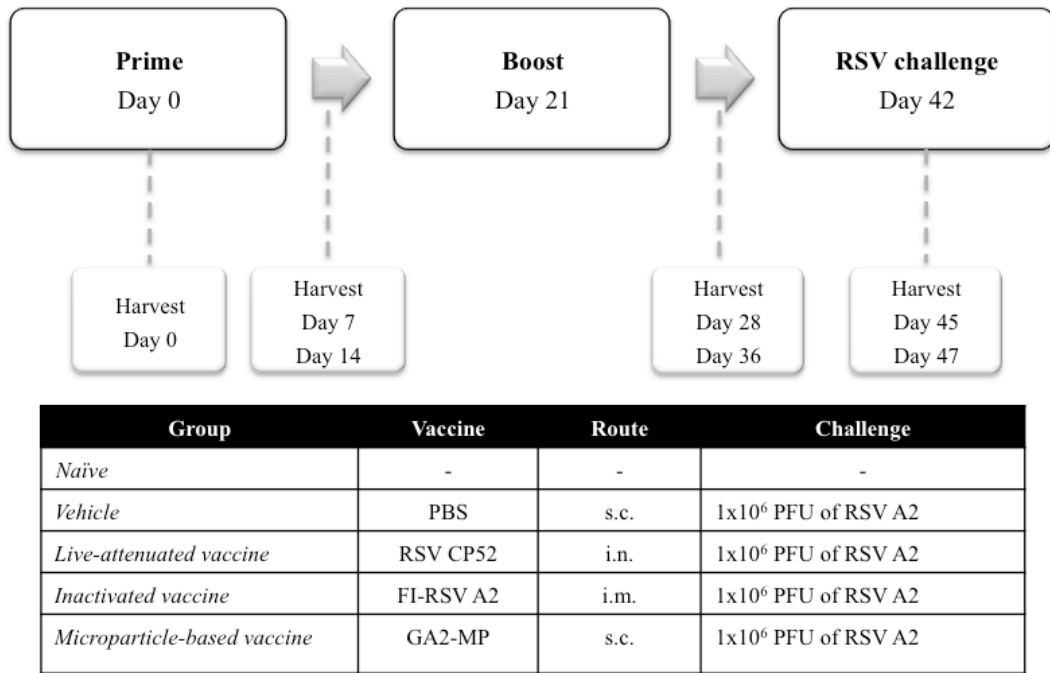 Prime
Day 0
Boost
Day 21
RSV challenge
Day 42
Harvest
Day 0
Harvest
Day 7
Day 14
Harvest
Day 28
Day 36
Harvest
Day 45
Day 47
Group Vaccine Route Challenge
Naïve - - -
Vehicle PBS s.c. 1x10⁶ PFU of RSV A2
Live-attenuated vaccine RSV CP52 i.n. 1x10⁶ PFU of RSV A2
Inactivated vaccine FI-RSV A2 i.m. 1x10⁶ PFU of RSV A2
Microparticle-based vaccine GA2-MP s.c. 1x10⁶ PFU of RSV A2